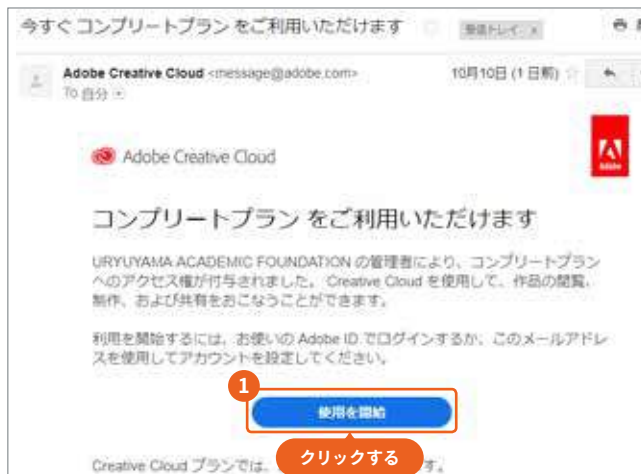 今すぐ コンプリートプラン をご利用いただけます 受信トレイ x
Adobe Creative Cloud <message@adobe.com> 10月10日 (1 日前)
To 自分
Adobe Creative Cloud
Adobe
コンプリートプラン をご利用いただけます
URYUYAMA ACADEMIC FOUNDATION の管理者により、コンプリートプラン
へのアクセス権が付与されました。 Creative Cloud を使用して、作品の閲覧、
制作、および共有をおこなうことができます。
利用を開始するには、お使いの Adobe ID でログインするか、このメールアドレ
スを使用してアカウントを設定してください。
1
使用を開始
クリックする
Creative Cloud プランでは、 す。